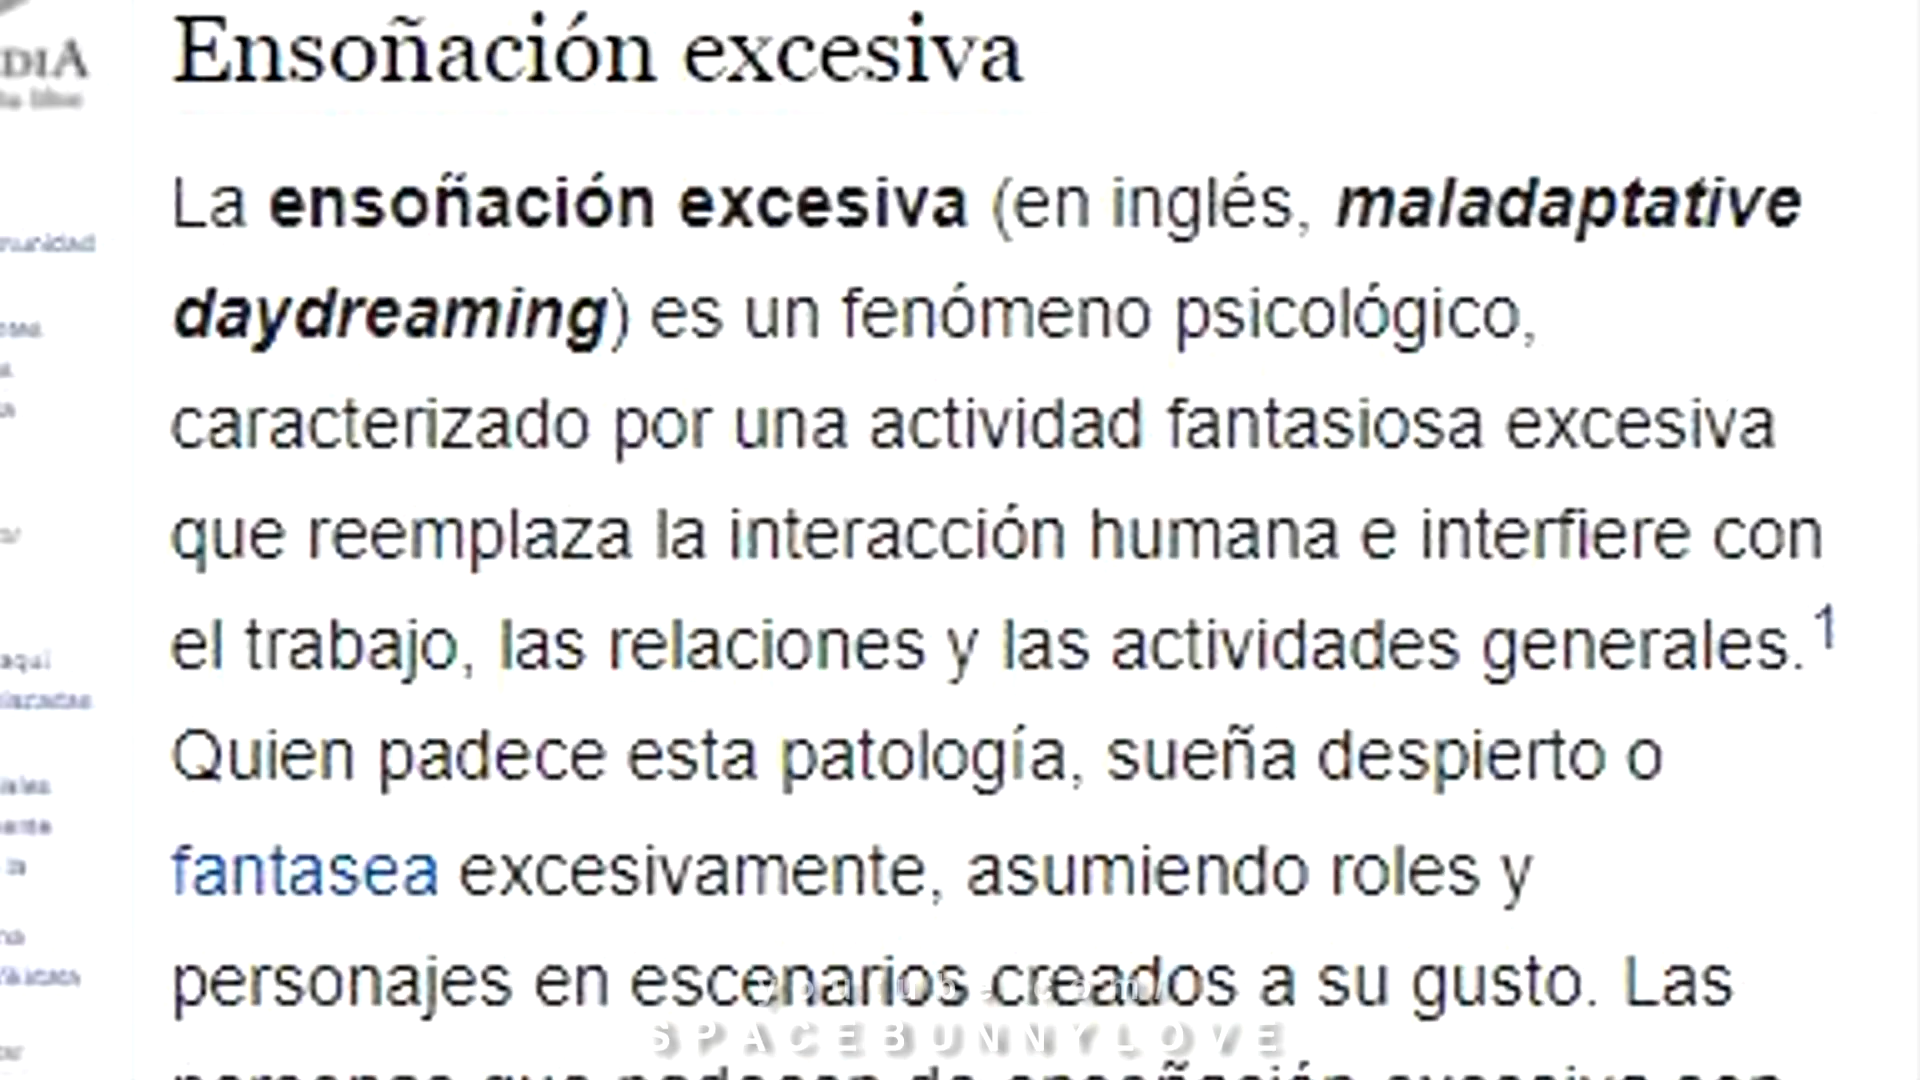 Ensoñación excesiva
La ensoñación excesiva (en inglés, maladaptative
daydreaming) es un fenómeno psicológico,
caracterizado por una actividad fantasiosa excesiva
que reemplaza la interacción humana e interfiere con
el trabajo, las relaciones y las actividades generales.1
Quien padece esta patología, sueña despierto o
fantasea excesivamente, asumiendo roles y
personajes en escenarios creados a su gusto. Las
SPACEBUNNYLOVE